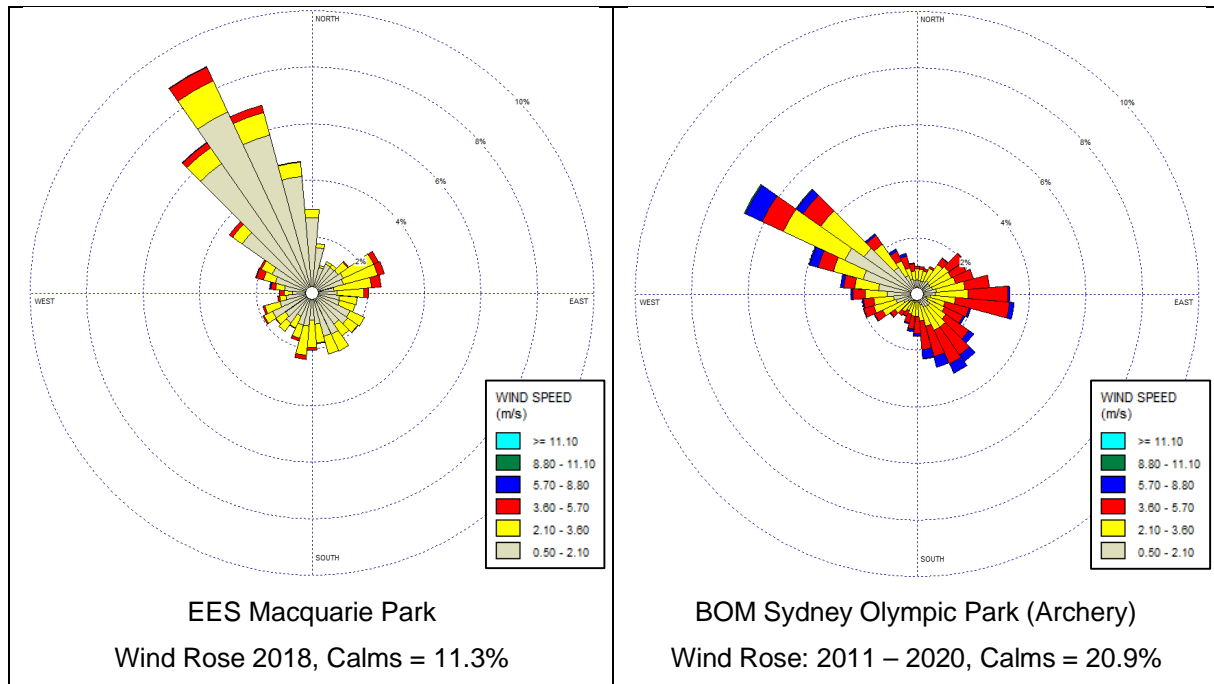 NORTH
10%
8%
6%
4%
2%
WEST
EAST
SOUTH
WIND SPEED
(m/s)
>= 11.10
8.80 - 11.10
5.70 - 8.80
3.60 - 5.70
2.10 - 3.60
0.50 - 2.10
EES Macquarie Park
Wind Rose 2018, Calms = 11.3%
NORTH
10%
8%
6%
4%
2%
WEST
EAST
SOUTH
WIND SPEED
(m/s)
>= 11.10
8.80 - 11.10
5.70 - 8.80
3.60 - 5.70
2.10 - 3.60
0.50 - 2.10
BOM Sydney Olympic Park (Archery)
Wind Rose: 2011 – 2020, Calms = 20.9%